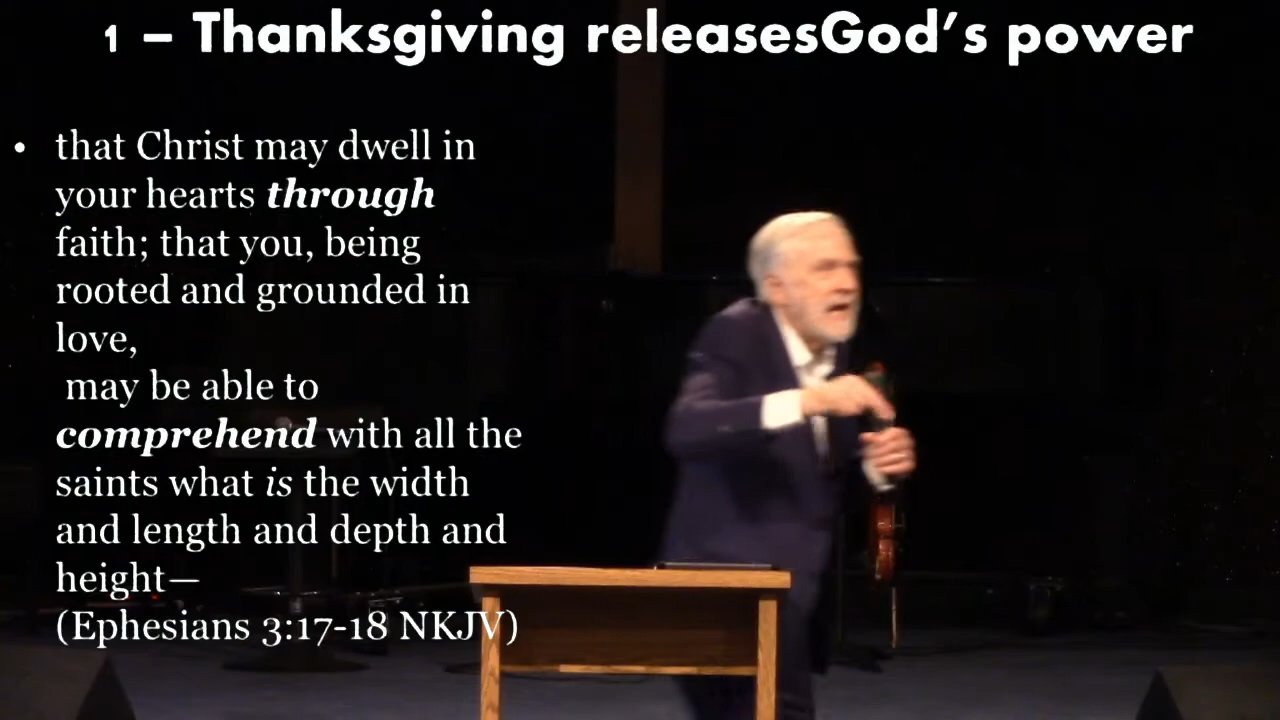 1 – Thanksgiving releasesGod's power
• that Christ may dwell in
your hearts through
faith; that you, being
rooted and grounded in
love,
may be able to
comprehend with all the
saints what is the width
and length and depth and
height—
(Ephesians 3:17-18 NKJV)